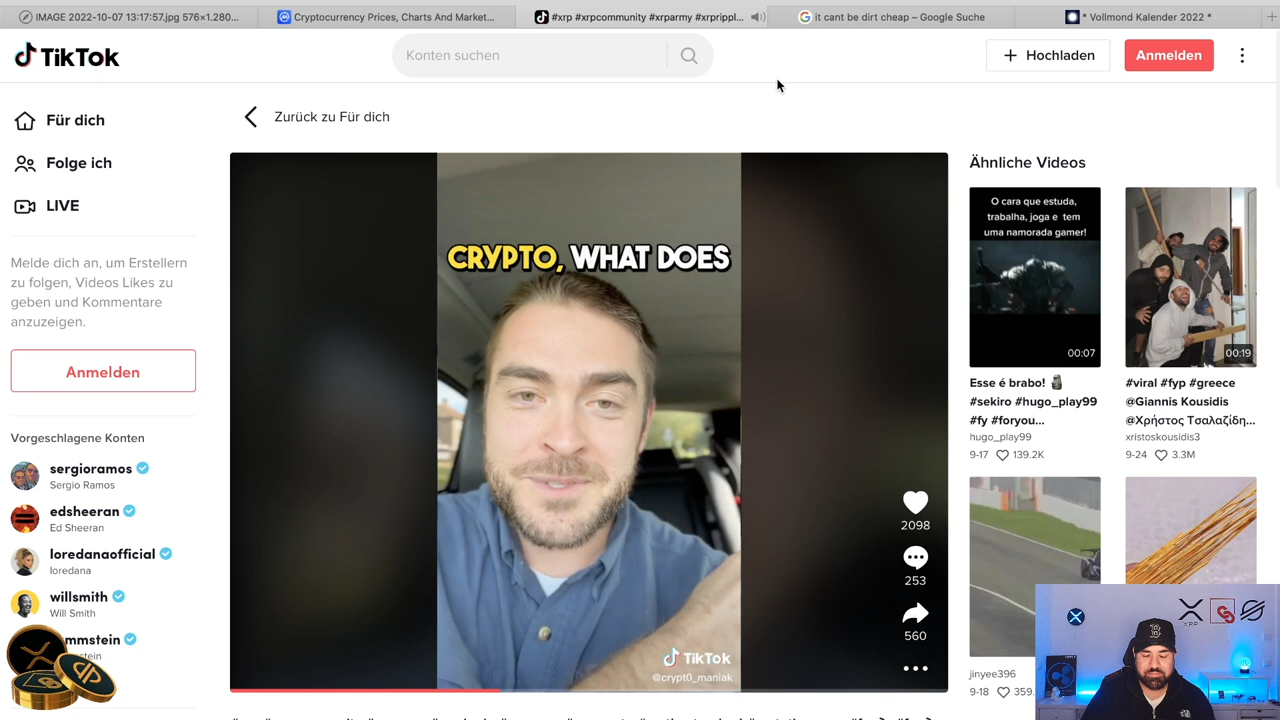 IMAGE 2022-10-07 13:17:57.jpg 576×1.280...
Cryptocurrency Prices, Charts And Market...
#xrp #xrpcommunity #xrparmy #xrprippl...
it cant be dirt cheap – Google Suche
* Vollmond Kalender 2022 *
TikTok
Konten suchen
Hochladen
Anmelden
Für dich
Folge ich
LIVE
Melde dich an, um Erstellern
zu folgen, Videos Likes zu
geben und Kommentare
anzuzeigen.
Anmelden
Vorgeschlagene Konten
sergioramos
Sergio Ramos
edsheeran
Ed Sheeran
loredanaofficial
loredana
willsmith
Will Smith
mmstein
stein
Zurück zu Für dich
CRYPTO, WHAT DOES
2098
253
560
TikTok
@crypt0_maniak
Ähnliche Videos
O cara que estuda,
trabalha, joga e tem
uma namorada gamer!
00:07
Esse é brabo! 🗿
#sekiro #hugo_play99
#fy #foryou...
hugo_play99
9-17 139.2K
00:19
#viral #fyp #greece
@Giannis Kousidis
@Χρήστος Τσαλαζίδη...
xristoskousidis3
9-24 3.3M
jinyee396
9-18 359.
XRP